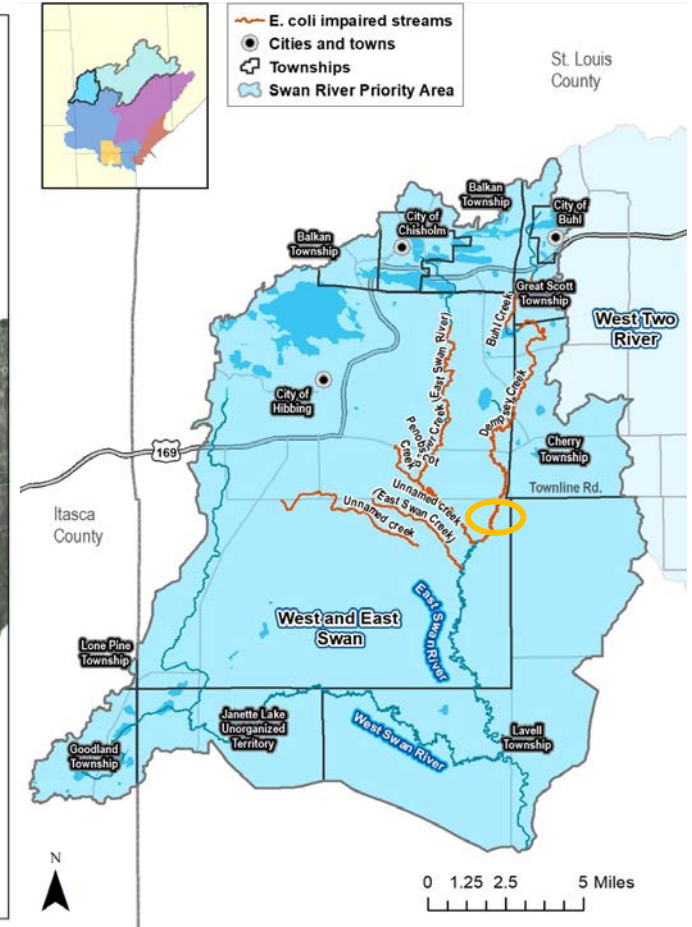 E. coli impaired streams
Cities and towns
Townships
Swan River Priority Area
St. Louis
County
Balkan
Township
City of
Chisholm
City of
Buhl
Balkan
Township
Great Scott
Township
West Two
River
Buhl Creek
Creek (East Swan River)
Dempsey Creek
City of
Hibbing
Penobscot
Creek
Cherry
Township
169
Townline Rd.
Unnamed creek
(East Swan Creek)
Unnamed creek
Itasca
County
West and East
Swan
East Swan River
Lone Pine
Township
Janette Lake
Unorganized
Territory
Goodland
Township
West Swan River
Lavell
Township
N
0 1.25 2.5 5 Miles